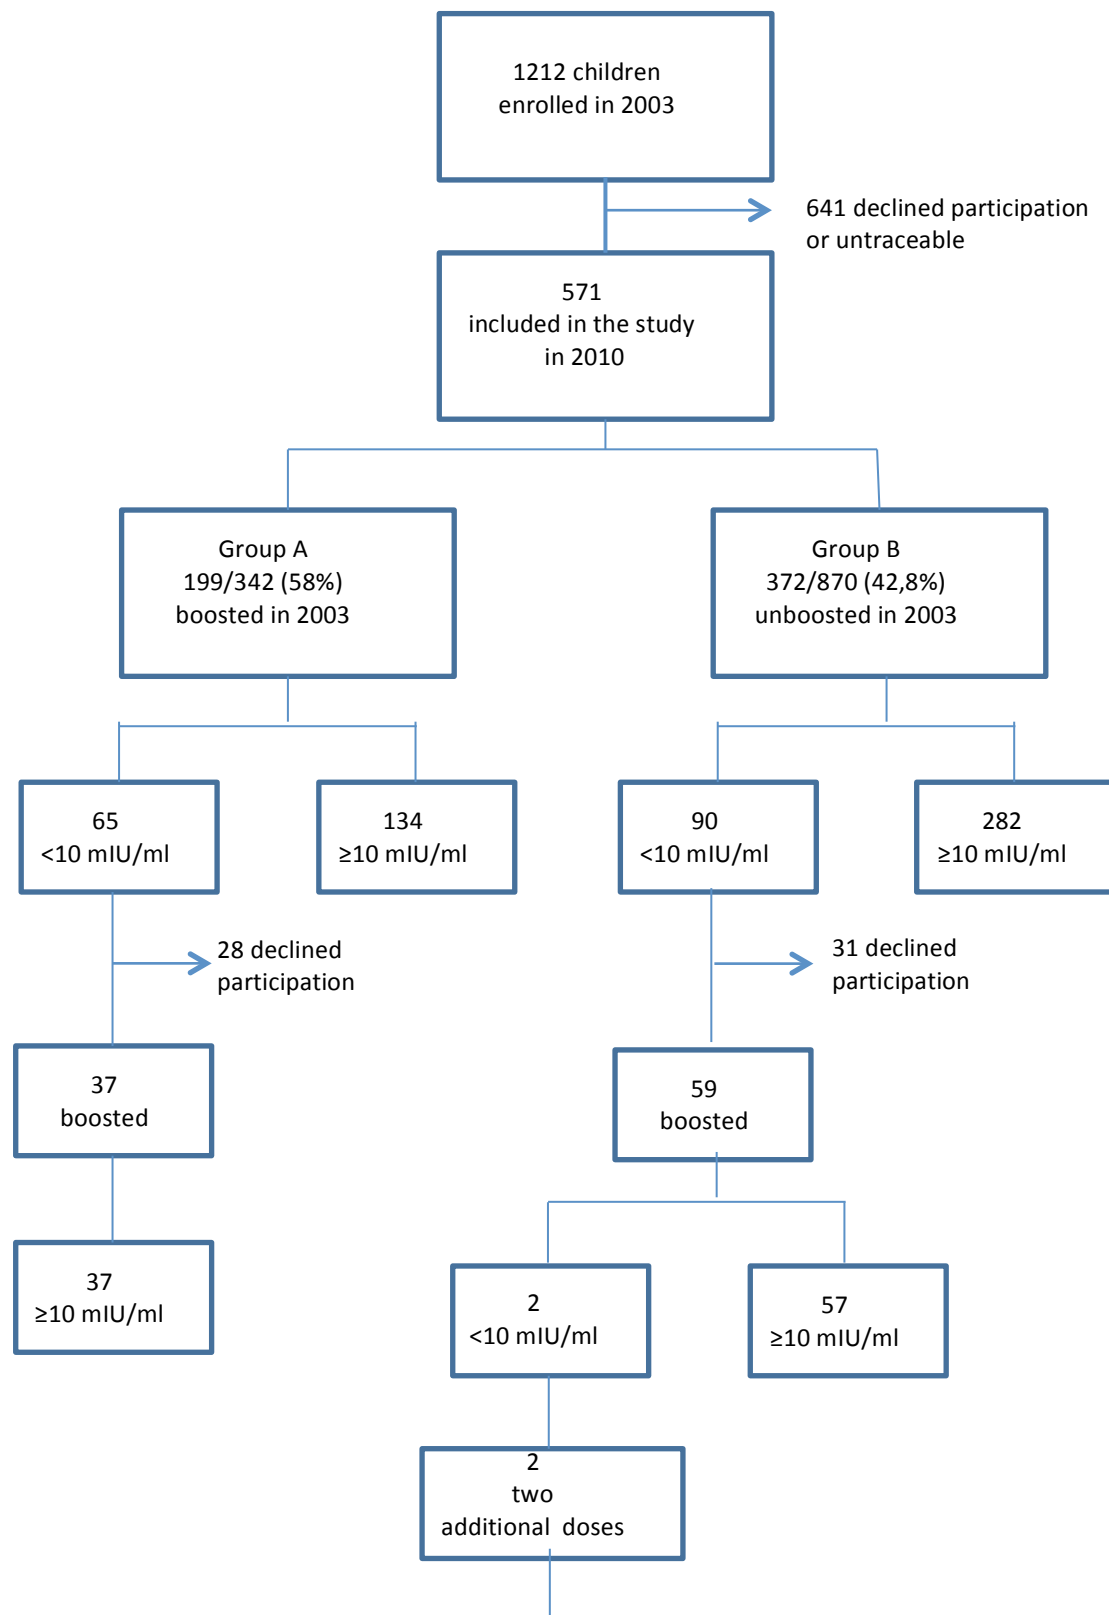 1212 children
enrolled in 2003
641 declined participation
or untraceable
571
included in the study
in 2010
Group A
199/342 (58%)
boosted in 2003
Group B
372/870 (42,8%)
unboosted in 2003
65
<10 mIU/ml
134
≥10 mIU/ml
90
<10 mIU/ml
282
≥10 mIU/ml
28 declined
participation
31 declined
participation
37
boosted
59
boosted
37
≥10 mIU/ml
2
<10 mIU/ml
57
≥10 mIU/ml
2
two
additional doses